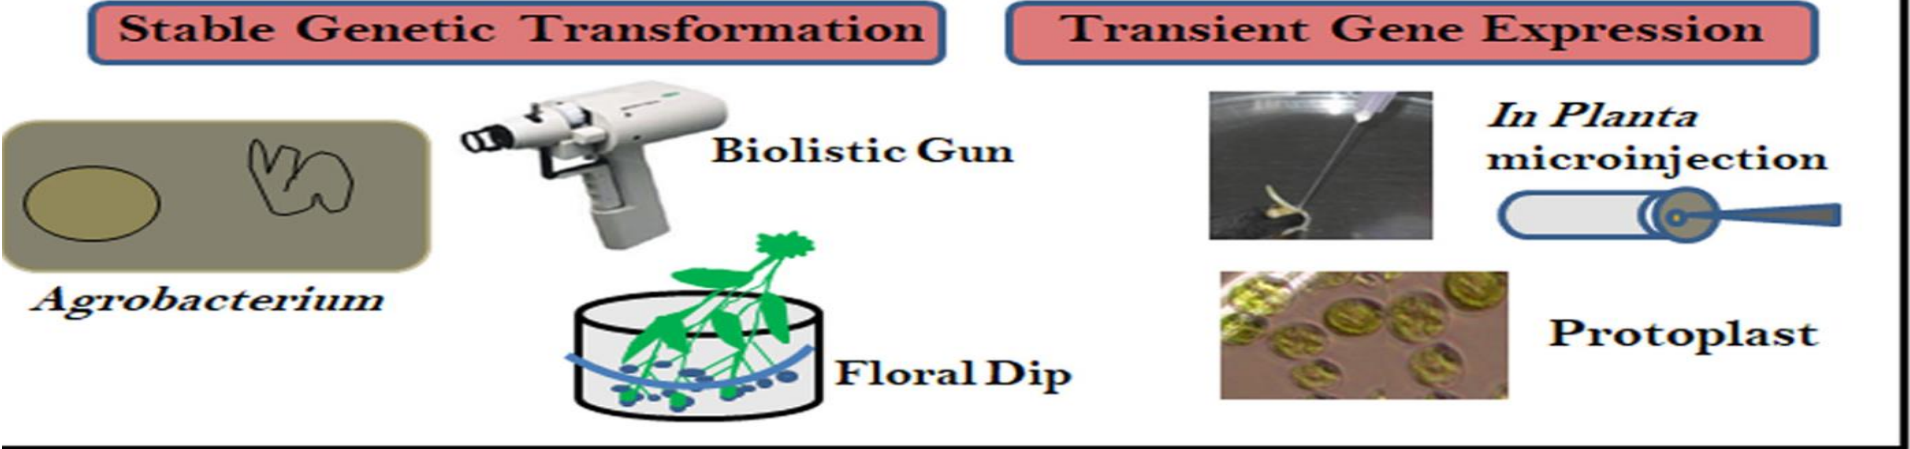 Stable Genetic Transformation
Transient Gene Expression
Biolistic Gun
Agrobacterium
Floral Dip
In Planta
microinjection
Protoplast